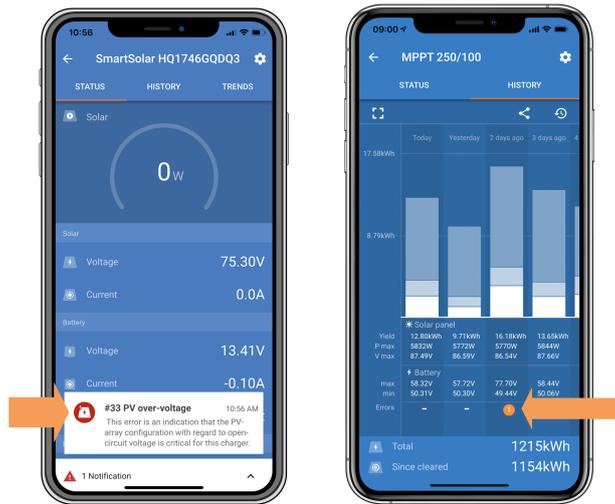 10:56
SmartSolar HQ1746GQDQ3
STATUS HISTORY TRENDS
Solar
0W
Solar
Voltage 75.30V
Current 0.0A
Battery
Voltage 13.41V
Current -0.10A
#33 PV over-voltage 10:56 AM
This error is an indication that the PV-
array configuration with regard to open-
circuit voltage is critical for this charger.
1 Notification
09:00
MPPT 250/100
STATUS HISTORY
Today Yesterday 2 days ago 3 days ago 4
17.58kWh
8.79kWh
Solar panel
Yield 12.80kWh 9.71kWh 16.18kWh 13.65kWh
P max 5832W 5772W 5770W 5844W
V max 87.49V 86.59V 86.54V 87.66V
Battery
max 58.32V 57.72V 77.70V 58.44V
min 50.31V 50.30V 49.44V 50.06V
Errors – – 1
Total 1215kWh
Since cleared 1154kWh